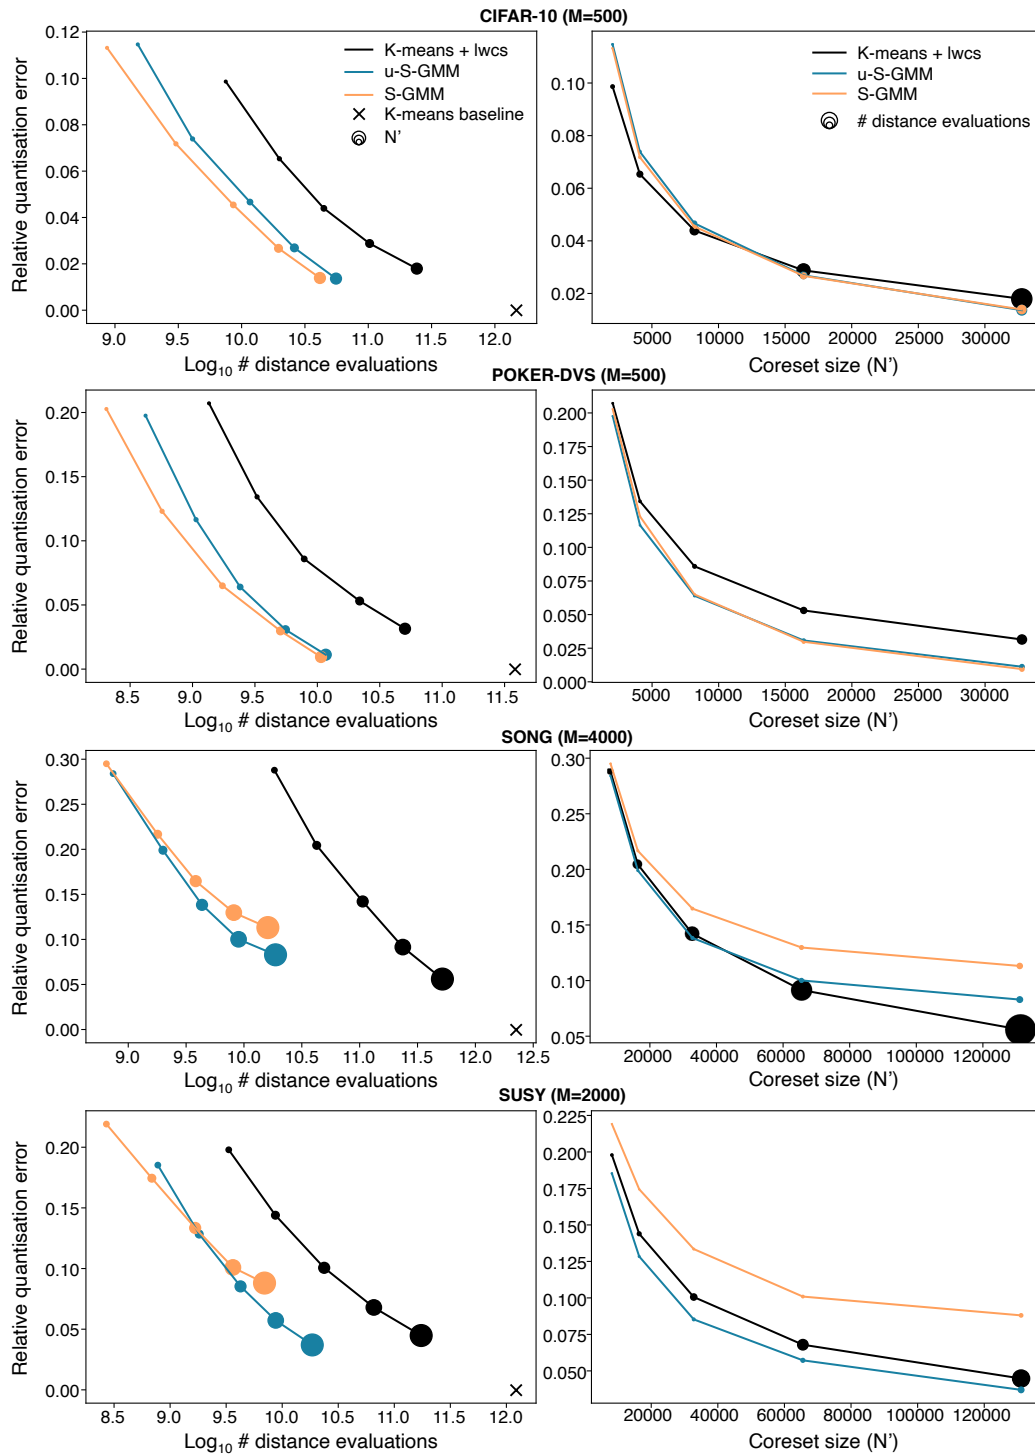 CIFAR-10 (M=500)
0.12
0.10
0.08
0.06
0.04
0.02
0.00
Relative quantisation error
K-means + lwcs
u-S-GMM
S-GMM
K-means baseline
N'
9.0 9.5 10.0 10.5 11.0 11.5 12.0
Log10 # distance evaluations
0.10
0.08
0.06
0.04
0.02
K-means + lwcs
u-S-GMM
S-GMM
# distance evaluations
5000 10000 15000 20000 25000 30000
Coreset size (N')
POKER-DVS (M=500)
0.20
0.15
0.10
0.05
0.00
Relative quantisation error
8.5 9.0 9.5 10.0 10.5 11.0 11.5
Log10 # distance evaluations
0.200
0.175
0.150
0.125
0.100
0.075
0.050
0.025
0.000
5000 10000 15000 20000 25000 30000
Coreset size (N')
SONG (M=4000)
0.30
0.25
0.20
0.15
0.10
0.05
0.00
Relative quantisation error
9.0 9.5 10.0 10.5 11.0 11.5 12.0 12.5
Log10 # distance evaluations
0.30
0.25
0.20
0.15
0.10
0.05
20000 40000 60000 80000 100000 120000
Coreset size (N')
SUSY (M=2000)
0.20
0.15
0.10
0.05
0.00
Relative quantisation error
8.5 9.0 9.5 10.0 10.5 11.0 11.5 12.0
Log10 # distance evaluations
0.225
0.200
0.175
0.150
0.125
0.100
0.075
0.050
20000 40000 60000 80000 100000 120000
Coreset size (N')